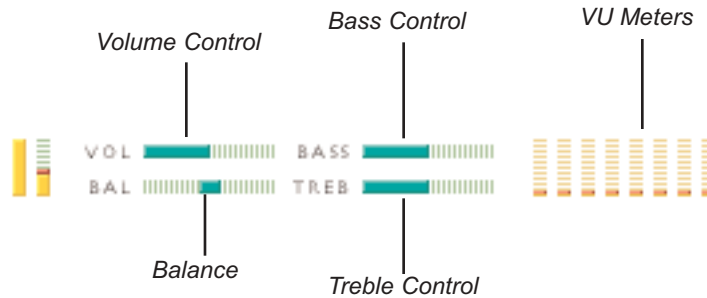 Volume Control
Bass Control
VU Meters
VOL
BASS
BAL
TREB
Balance
Treble Control